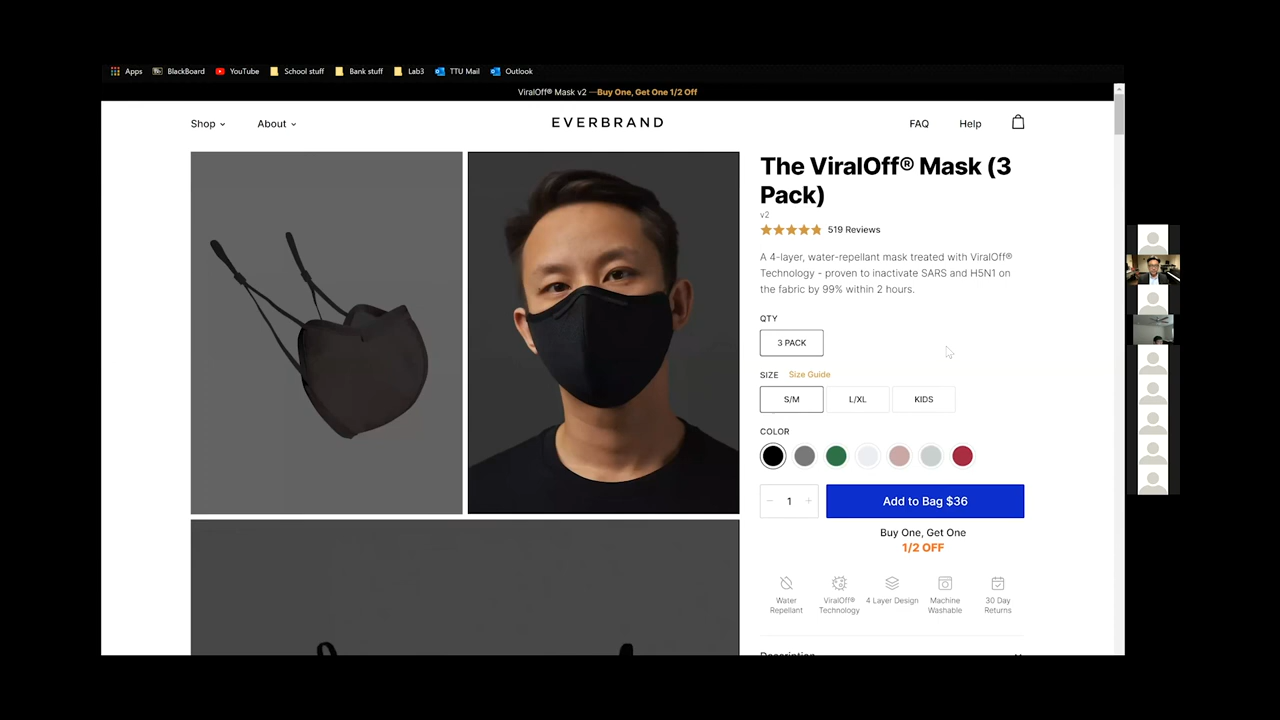 Apps BlackBoard YouTube School stuff Bank stuff Lab3 TTU Mail Outlook
ViralOff® Mask v2 —Buy One, Get One 1/2 Off
Shop About EVERBRAND FAQ Help
The ViralOff® Mask (3
Pack)
v2
519 Reviews
A 4-layer, water-repellant mask treated with ViralOff®
Technology - proven to inactivate SARS and H5N1 on
the fabric by 99% within 2 hours.
QTY
3 PACK
SIZE Size Guide
S/M L/XL KIDS
COLOR
− 1 + Add to Bag $36
Buy One, Get One
1/2 OFF
Water
Repellant
ViralOff®
Technology
4 Layer Design
Machine
Washable
30 Day
Returns
Description